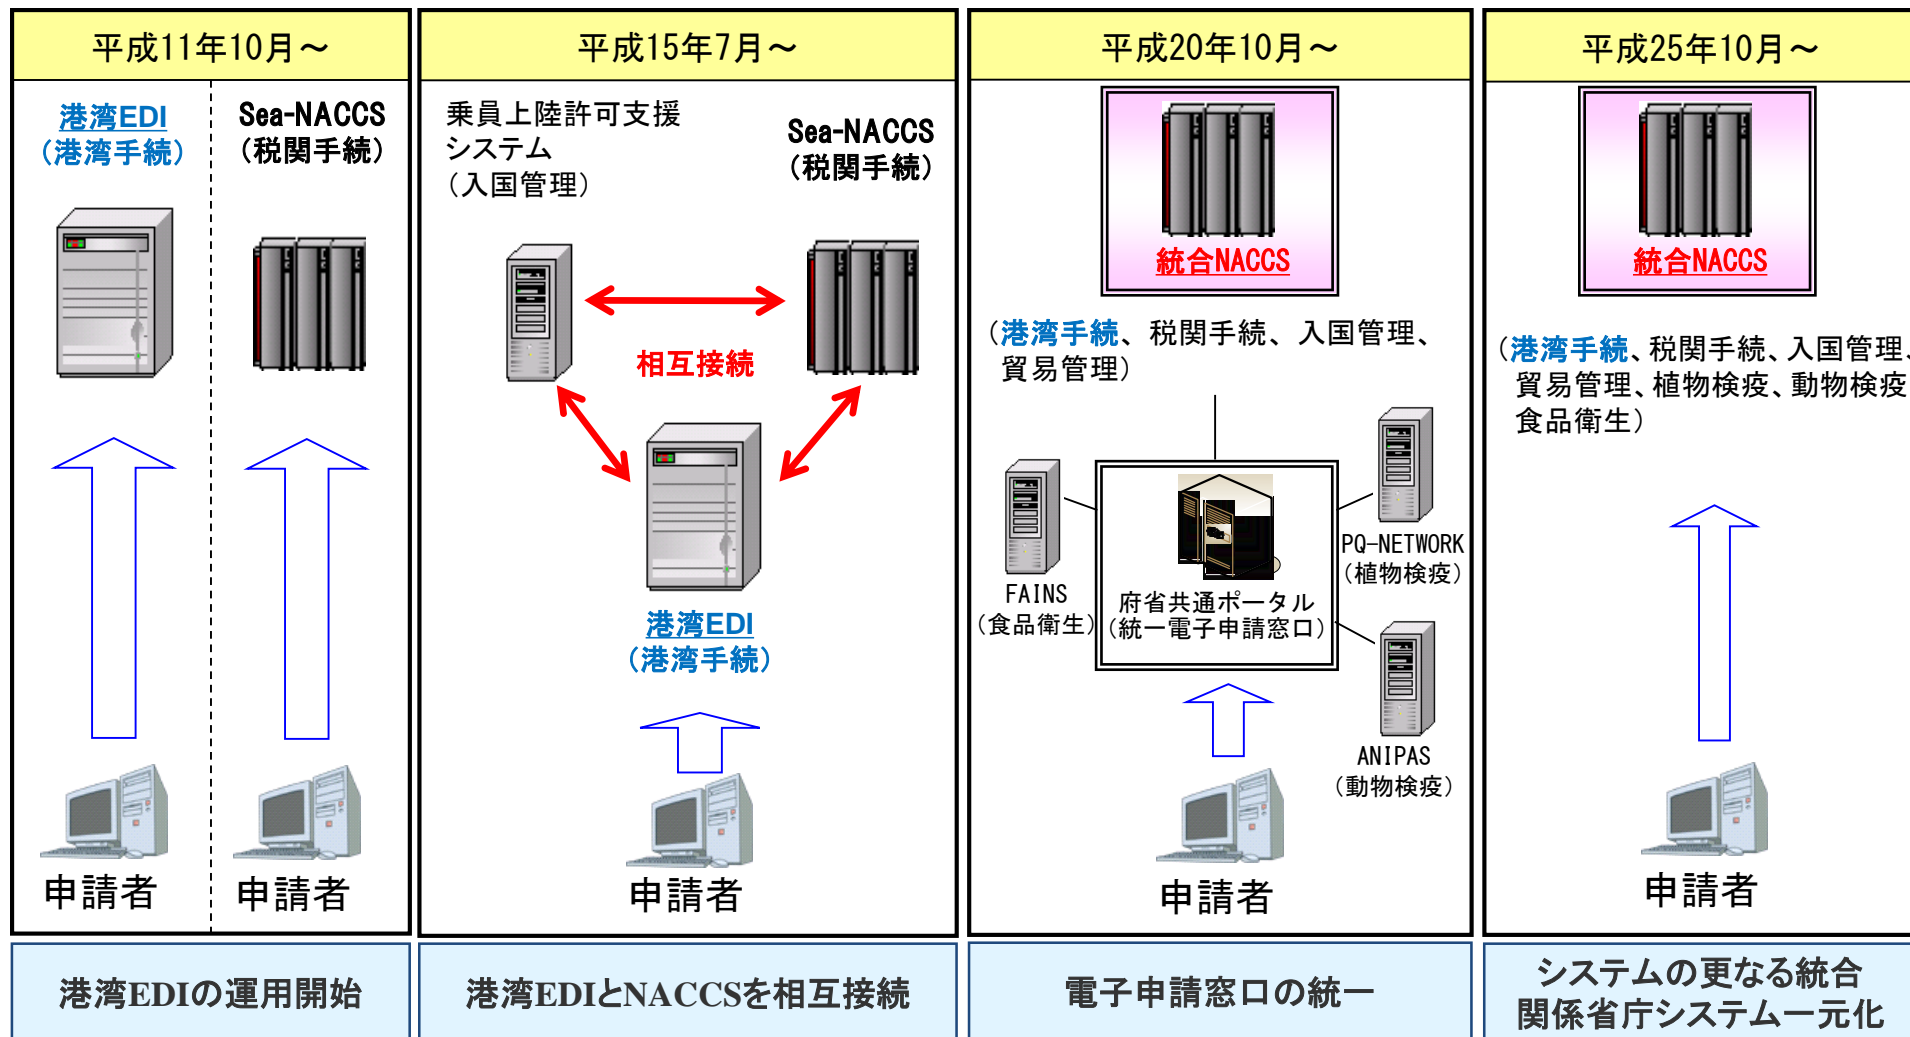 平成11年10月～
港湾EDI
（港湾手続）
Sea-NACCS
（税関手続）
申請者
申請者
港湾EDIの運用開始
平成15年7月～
乗員上陸許可支援
システム
（入国管理）
Sea-NACCS
（税関手続）
相互接続
港湾EDI
（港湾手続）
申請者
港湾EDIとNACCSを相互接続
平成20年10月～
統合NACCS
（港湾手続、税関手続、入国管理、
貿易管理）
FAINS
（食品衛生）
府省共通ポータル
（統一電子申請窓口）
PQ-NETWORK
（植物検疫）
ANIPAS
（動物検疫）
申請者
電子申請窓口の統一
平成25年10月～
統合NACCS
（港湾手続、税関手続、入国管理、
貿易管理、植物検疫、動物検疫
食品衛生）
申請者
システムの更なる統合
関係省庁システム一元化